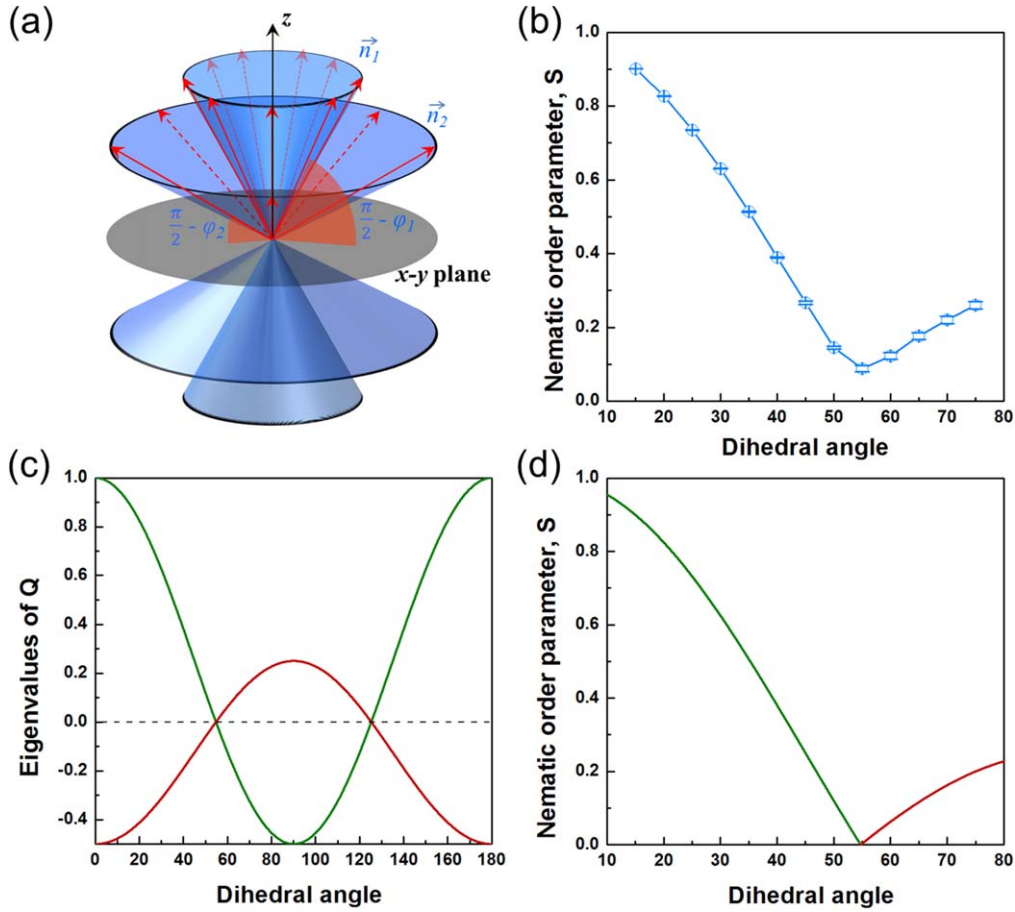 (a)
z
n1
n2
π/2 - φ2
π/2 - φ1
x-y plane
(b)
Nematic order parameter, S
1.0
0.8
0.6
0.4
0.2
0.0
10 20 30 40 50 60 70 80
Dihedral angle
(c)
Eigenvalues of Q
1.0
0.8
0.6
0.4
0.2
0.0
-0.2
-0.4
0 20 40 60 80 100 120 140 160 180
Dihedral angle
(d)
Nematic order parameter, S
1.0
0.8
0.6
0.4
0.2
0.0
10 20 30 40 50 60 70 80
Dihedral angle